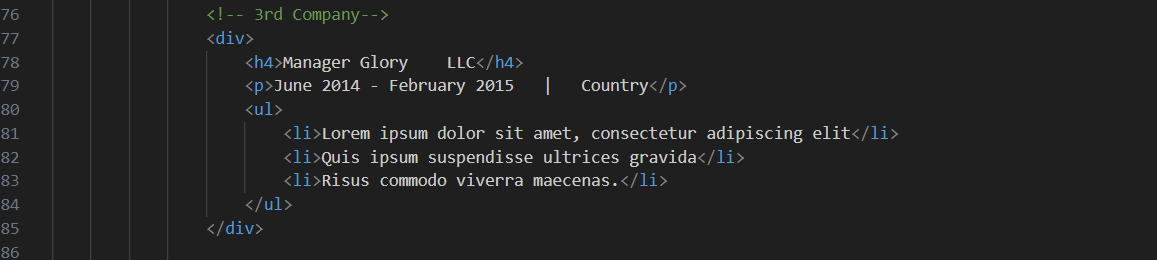 76 <!-- 3rd Company-->
77 <div>
78 <h4>Manager Glory    LLC</h4>
79 <p>June 2014 - February 2015   |   Country</p>
80 <ul>
81 <li>Lorem ipsum dolor sit amet, consectetur adipiscing elit</li>
82 <li>Quis ipsum suspendisse ultrices gravida</li>
83 <li>Risus commodo viverra maecenas.</li>
84 </ul>
85 </div>
86